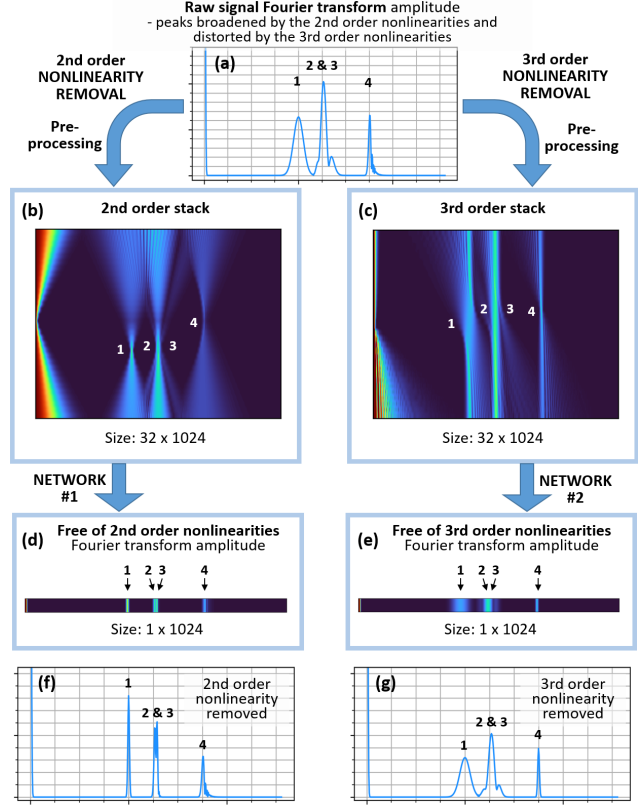 Raw signal Fourier transform amplitude
- peaks broadened by the 2nd order nonlinearities and
distorted by the 3rd order nonlinearities
2nd order
NONLINEARITY
REMOVAL
Pre-
processing
(a)
2 & 3
1
4
3rd order
NONLINEARITY
REMOVAL
Pre-
processing
(b) 2nd order stack
1 2 3 4
Size: 32 x 1024
(c) 3rd order stack
1 2 3 4
Size: 32 x 1024
NETWORK
#1
NETWORK
#2
(d) Free of 2nd order nonlinearities
Fourier transform amplitude
1 2 3 4
Size: 1 x 1024
(e) Free of 3rd order nonlinearities
Fourier transform amplitude
1 2 3 4
Size: 1 x 1024
(f)
1
2 & 3
4
2nd order
nonlinearity
removed
(g)
1
2 & 3
4
3rd order
nonlinearity
removed